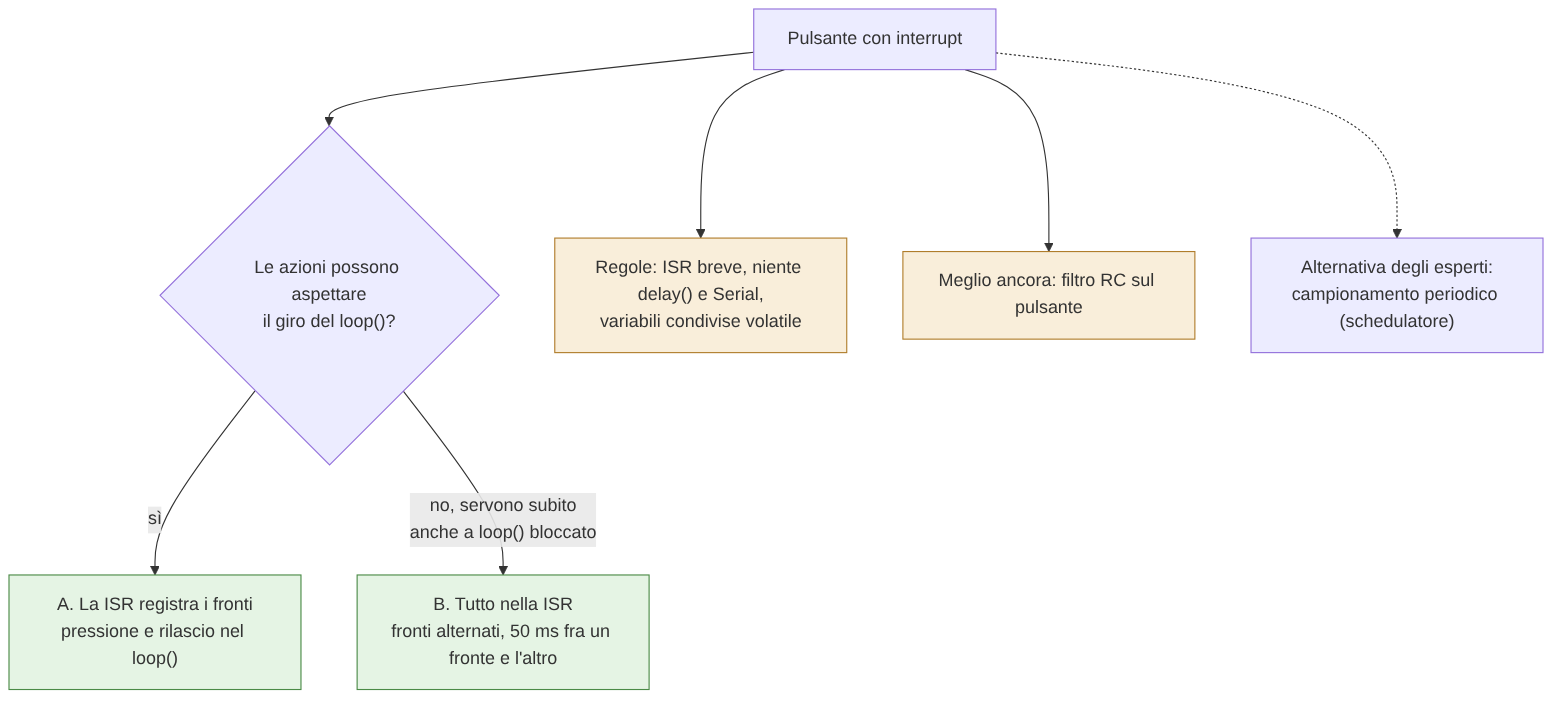 Pulsante con interrupt
Le azioni possono
aspettare
il giro del loop()?
Regole: ISR breve, niente
delay() e Serial,
variabili condivise volatile
Meglio ancora: filtro RC sul
pulsante
Alternativa degli esperti:
campionamento periodico
(schedulatore)
sì
no, servono subito
anche a loop() bloccato
A. La ISR registra i fronti
pressione e rilascio nel
loop()
B. Tutto nella ISR
fronti alternati, 50 ms fra un
fronte e l'altro